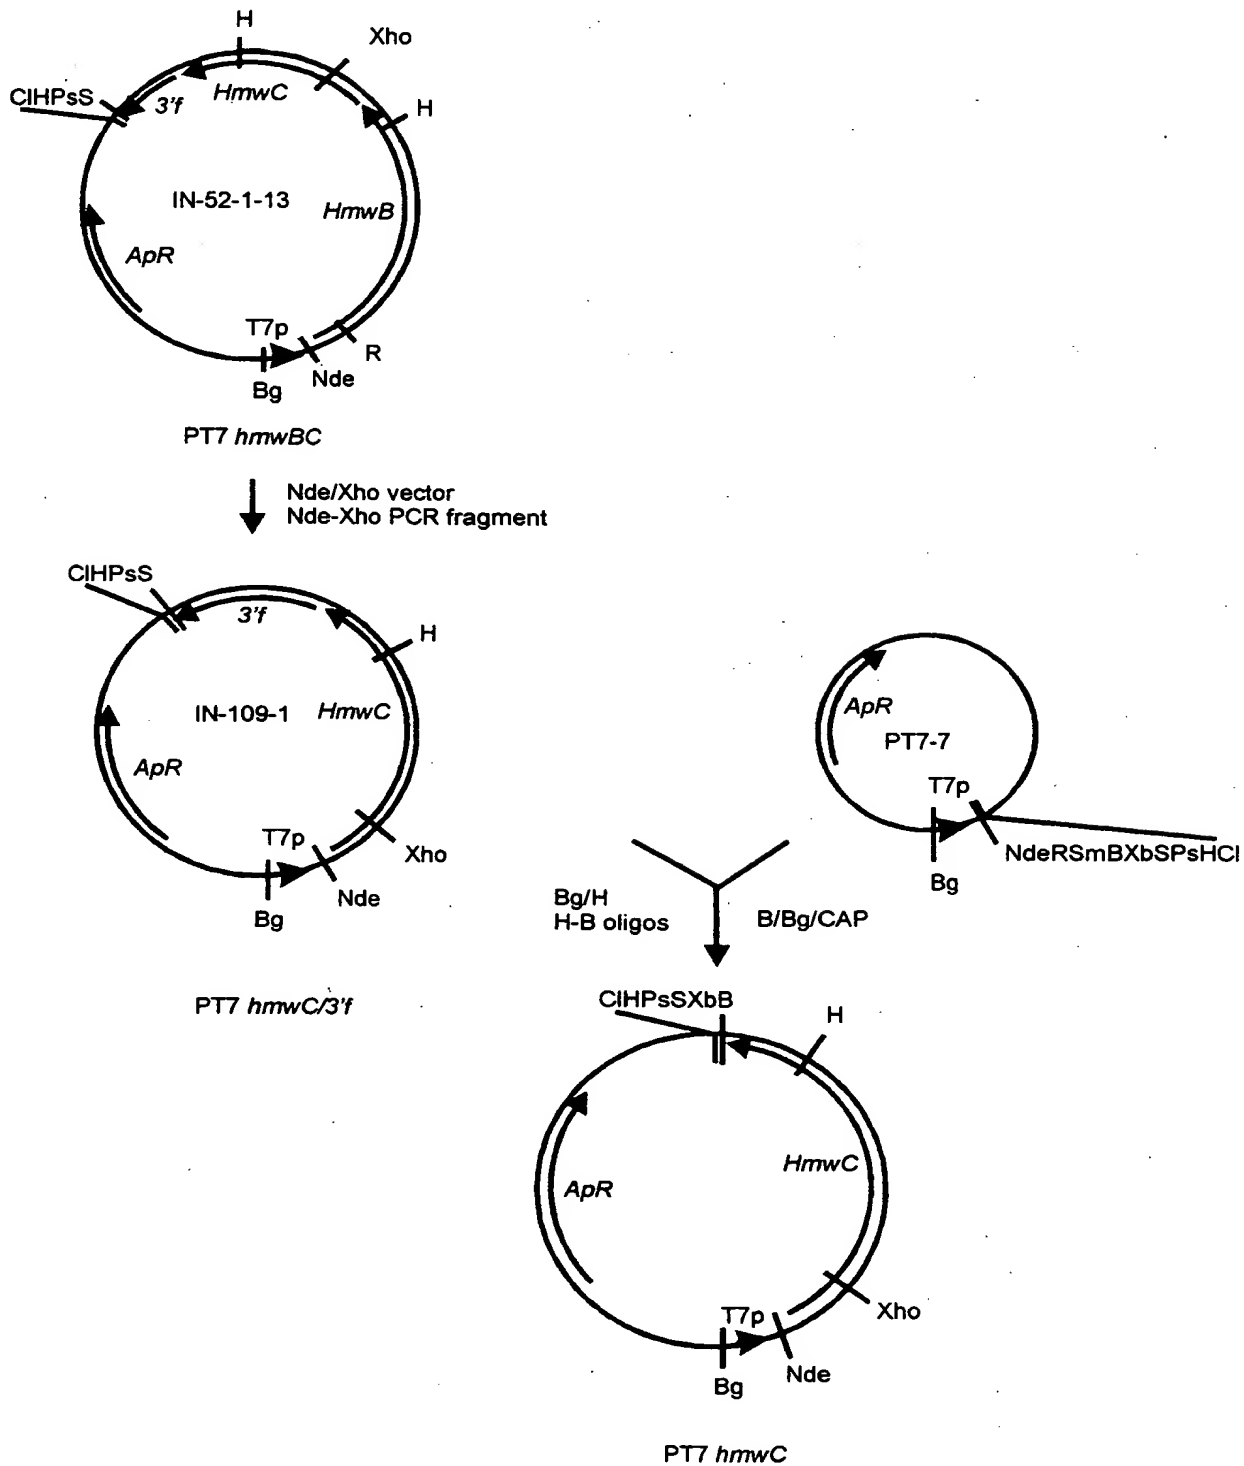 H
Xho
ClHPsS
3'f
HmwC
H
IN-52-1-13
HmwB
ApR
T7p
R
Nde
Bg
PT7 hmwBC
Nde/Xho vector
Nde-Xho PCR fragment
ClHPsS
3'f
H
IN-109-1
HmwC
ApR
T7p
Xho
Nde
Bg
PT7 hmwC/3'f
ApR
PT7-7
T7p
NdeRSmBXbSPsHCl
Bg
Bg/H
H-B oligos
B/Bg/CAP
ClHPsSXbB
H
HmwC
ApR
T7p
Xho
Nde
Bg
PT7 hmwC